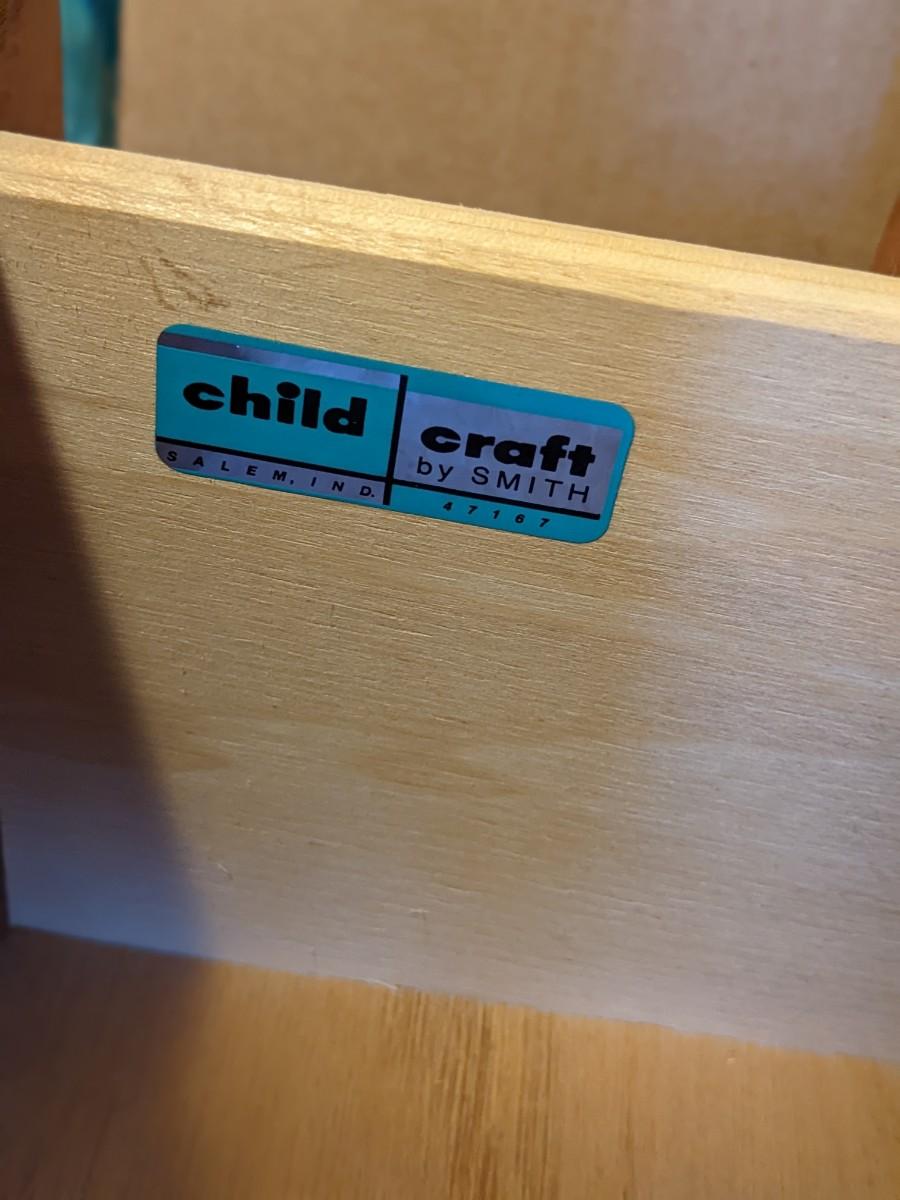 child
craft
by SMITH
SALEM, IND.
47167